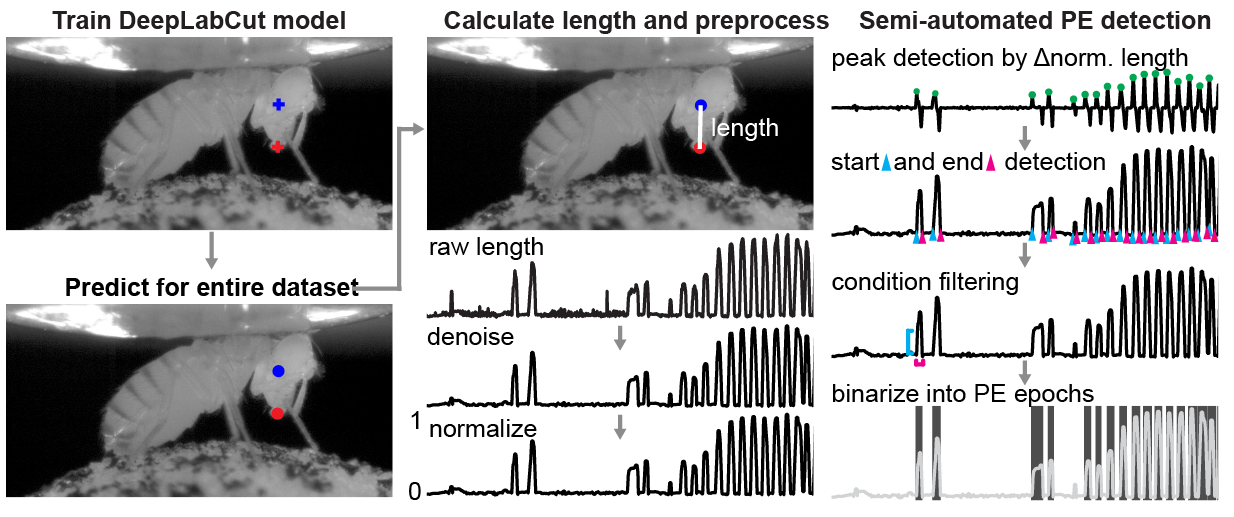 Train DeepLabCut model
Predict for entire dataset
Calculate length and preprocess
length
raw length
denoise
1
normalize
0
Semi-automated PE detection
peak detection by Δnorm. length
start and end detection
condition filtering
binarize into PE epochs